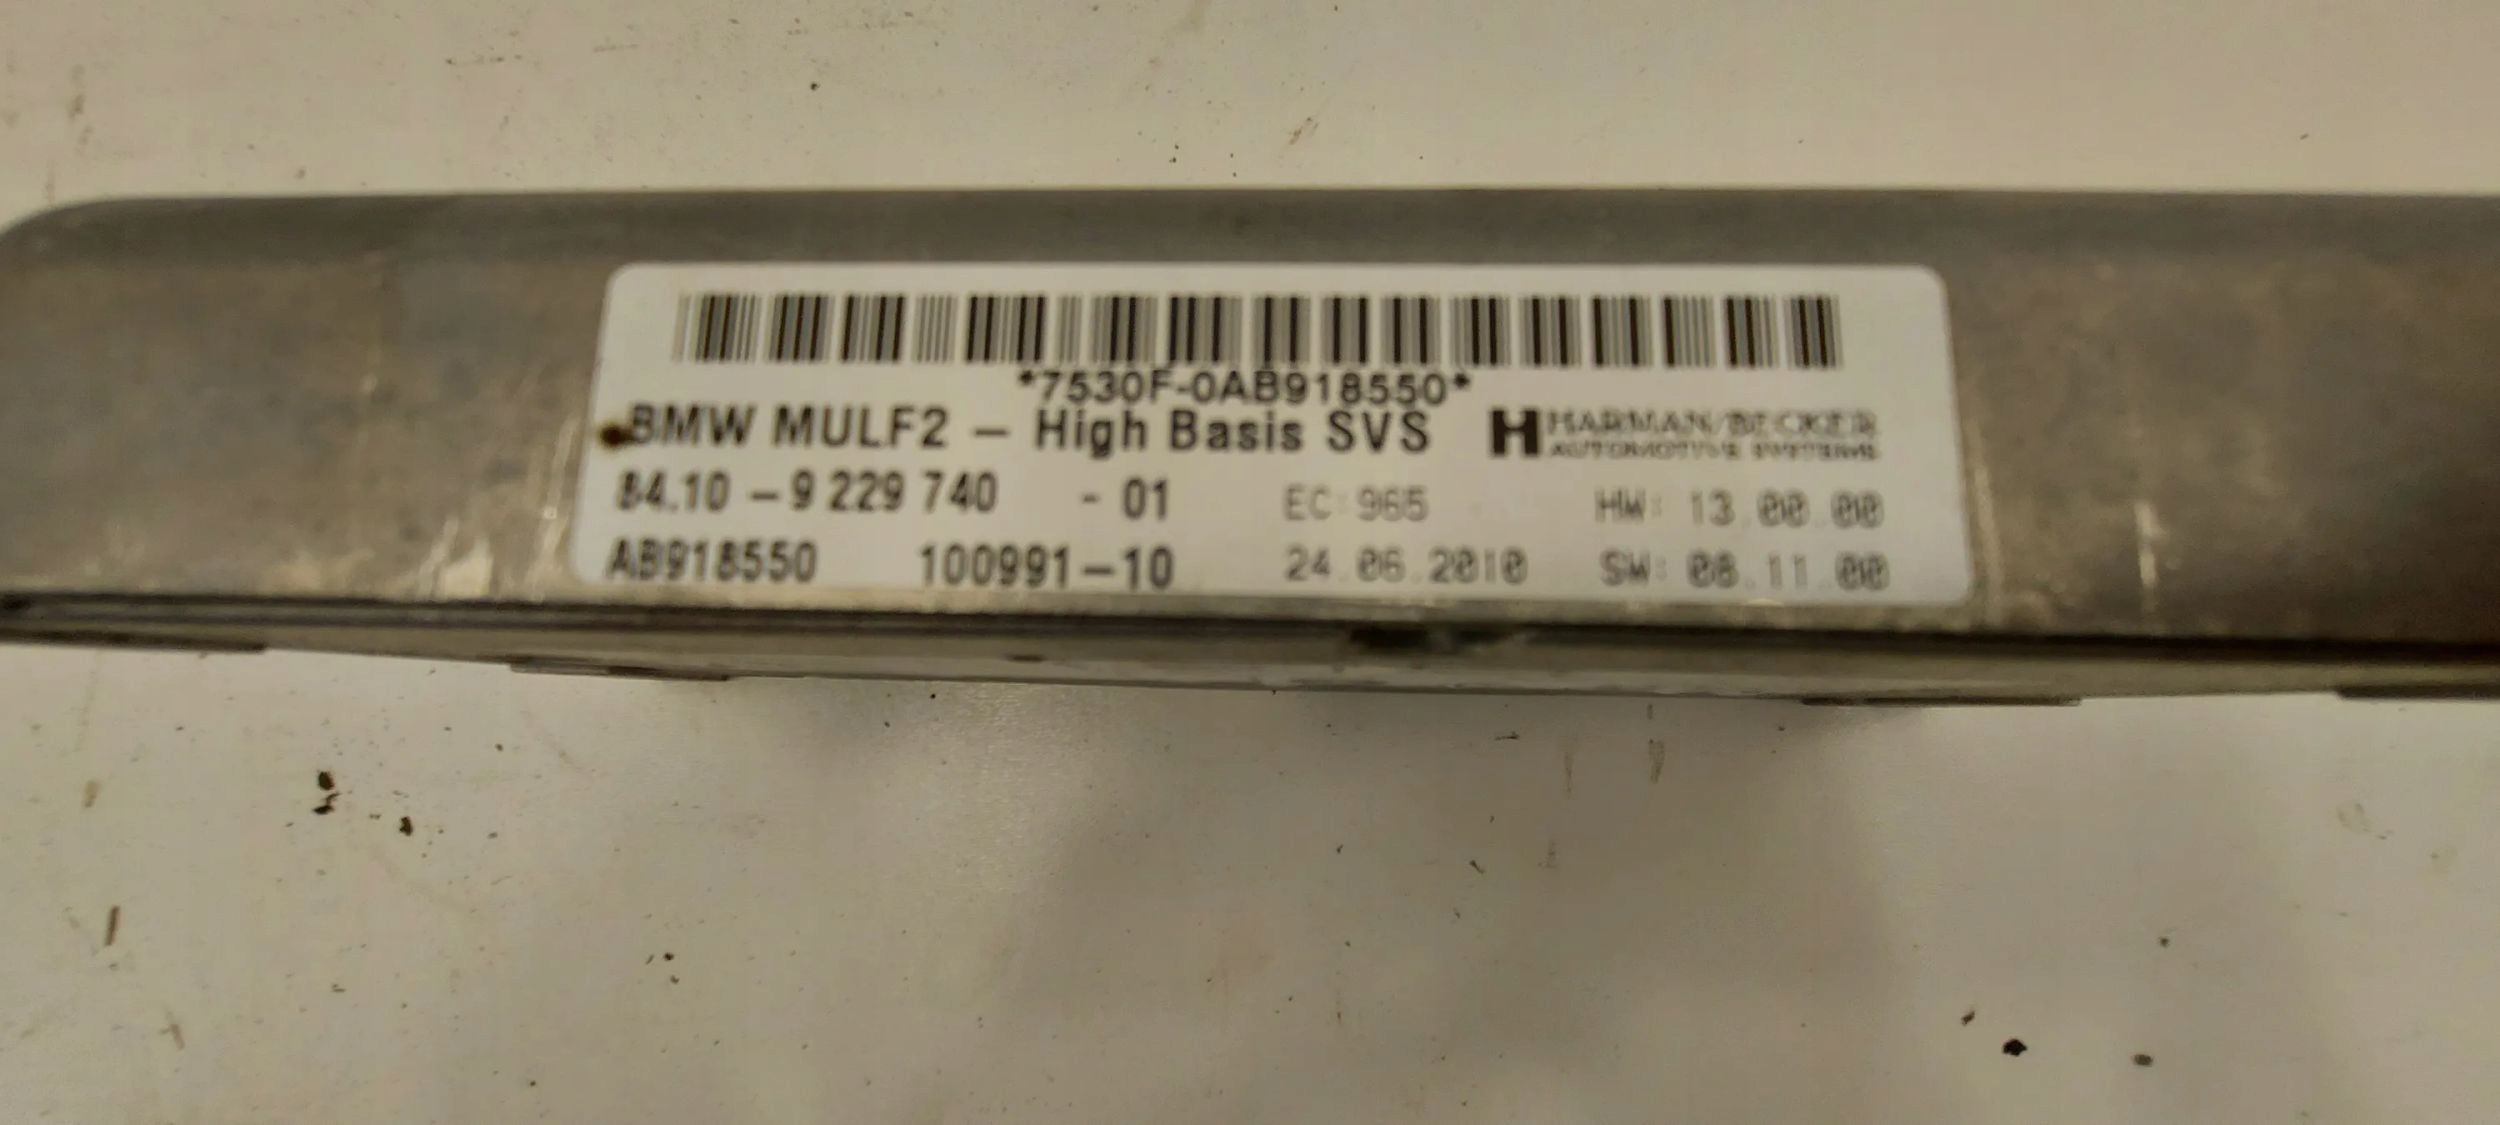 *7530F-0AB918550*
BMW MULF2 – High Basis SVS
HARMAN/BECKER
AUTOMOTIVE SYSTEMS
84.10 – 9 229 740 - 01 EC: 965 HW: 13.00.00
AB918550 100991–10 24.06.2010 SW: 08.11.00